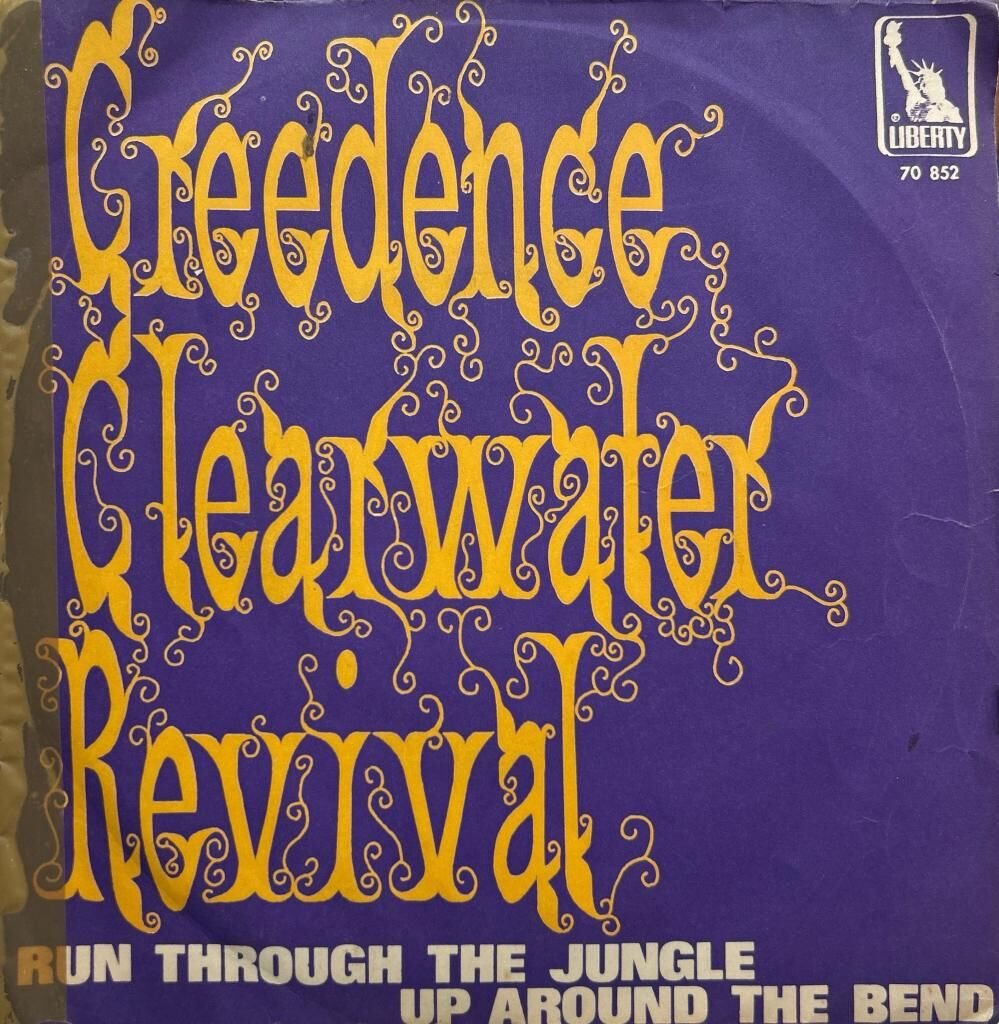 Creedence
Clearwater
Revival
® LIBERTY
70 852
RUN THROUGH THE JUNGLE
UP AROUND THE BEND